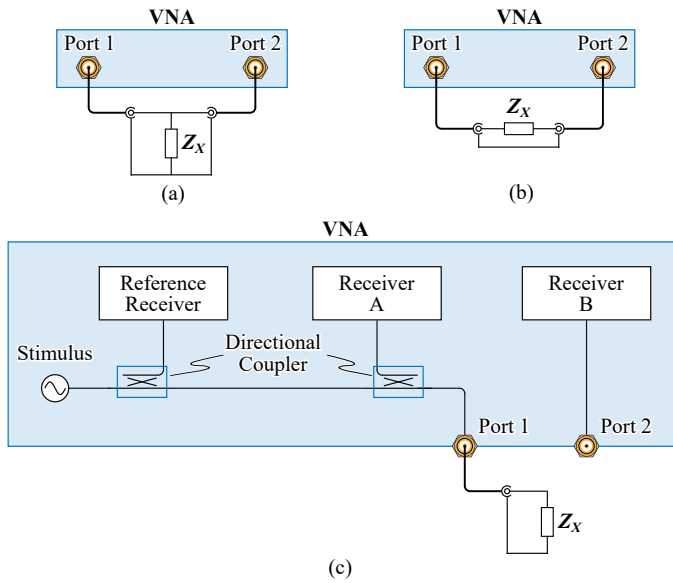 VNA
Port 1
Port 2
Z_X
(a)
VNA
Port 1
Port 2
Z_X
(b)
VNA
Reference
Receiver
Receiver
A
Receiver
B
Stimulus
Directional
Coupler
Port 1
Port 2
Z_X
(c)